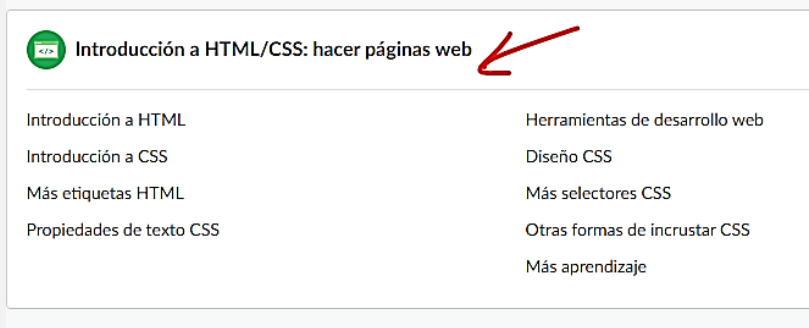 </>
Introducción a HTML/CSS: hacer páginas web
Introducción a HTML
Introducción a CSS
Más etiquetas HTML
Propiedades de texto CSS
Herramientas de desarrollo web
Diseño CSS
Más selectores CSS
Otras formas de incrustar CSS
Más aprendizaje